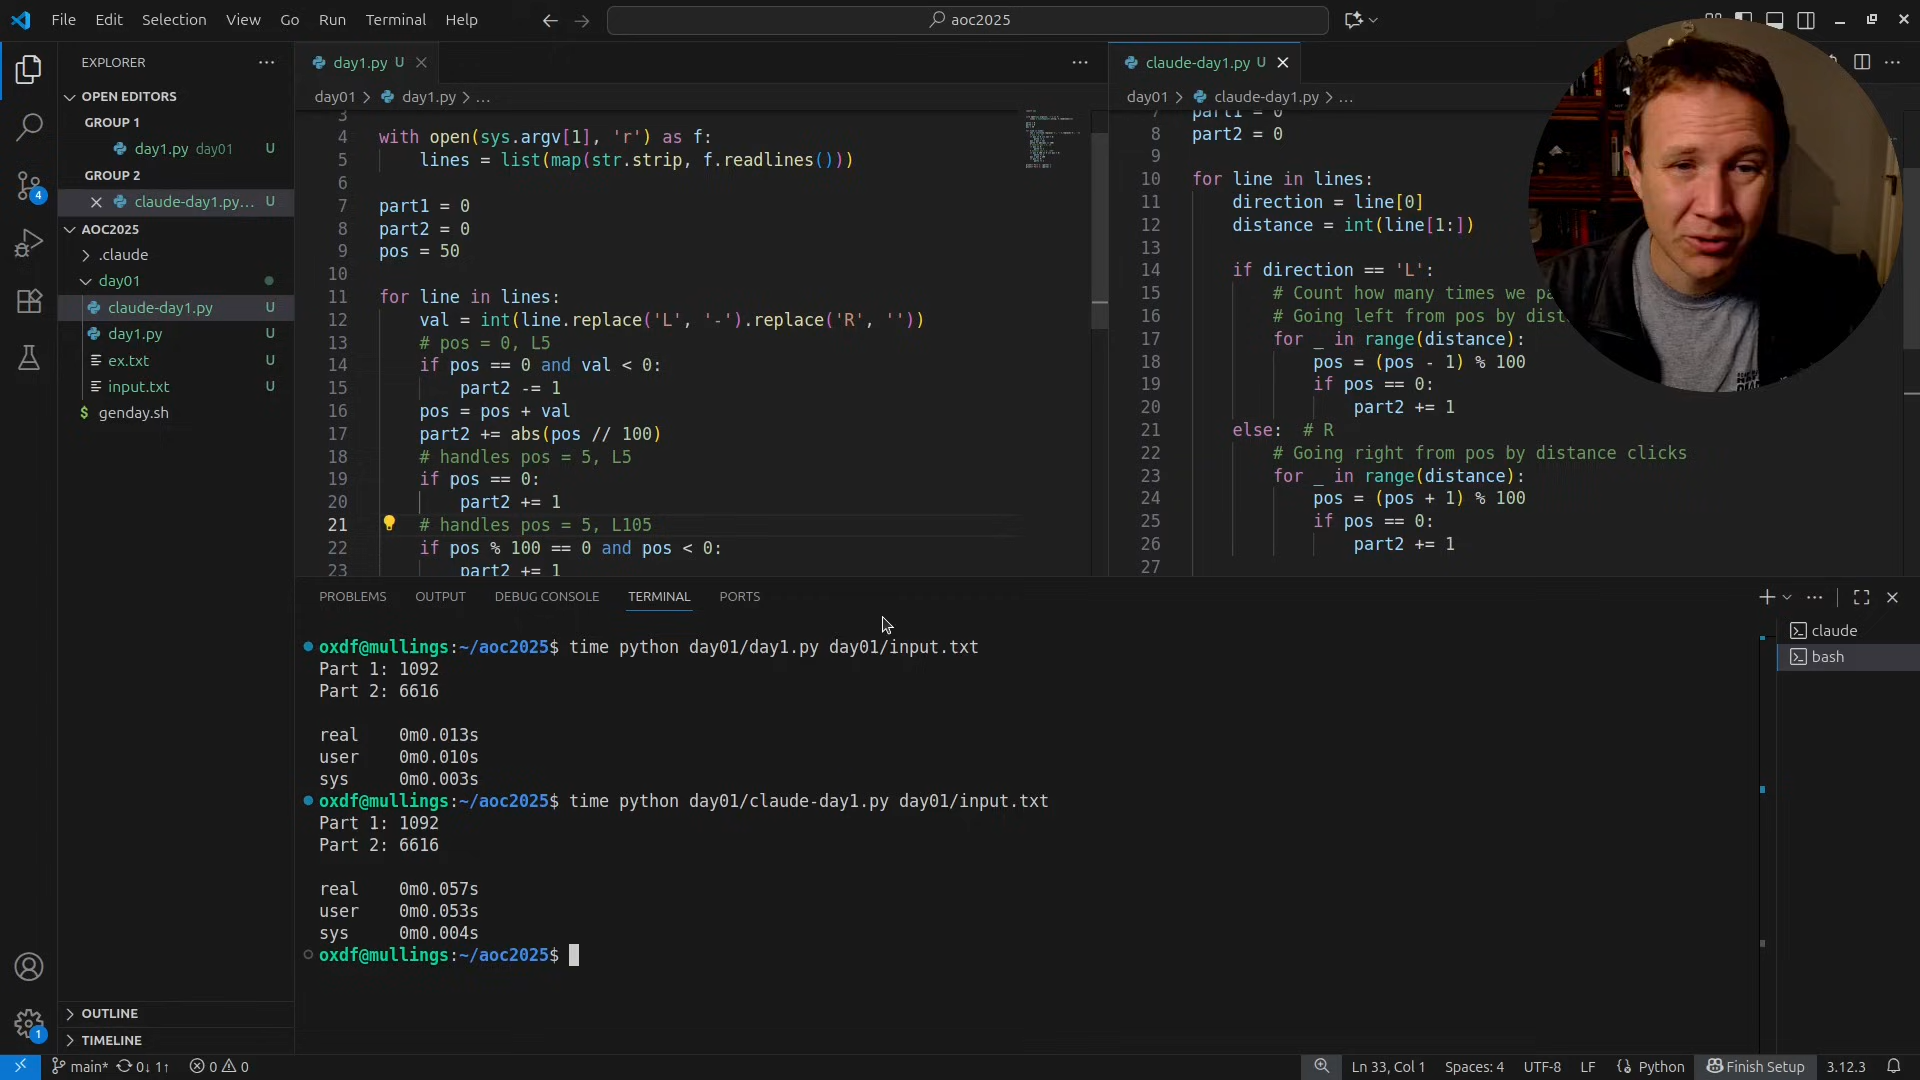 File Edit Selection View Go Run Terminal Help
aoc2025
EXPLORER
OPEN EDITORS
GROUP 1
day1.py day01 U
GROUP 2
claude-day1.py... U
AOC2025
.claude
day01
claude-day1.py U
day1.py U
ex.txt U
input.txt U
genday.sh
OUTLINE
TIMELINE
day1.py U
day01 > day1.py > ...
3
4 with open(sys.argv[1], 'r') as f:
5 lines = list(map(str.strip, f.readlines()))
6
7 part1 = 0
8 part2 = 0
9 pos = 50
10
11 for line in lines:
12 val = int(line.replace('L', '-').replace('R', ''))
13 # pos = 0, L5
14 if pos == 0 and val < 0:
15 part2 -= 1
16 pos = pos + val
17 part2 += abs(pos // 100)
18 # handles pos = 5, L5
19 if pos == 0:
20 part2 += 1
21 # handles pos = 5, L105
22 if pos % 100 == 0 and pos < 0:
23 part2 += 1
claude-day1.py U
day01 > claude-day1.py > ...
part1 = 0
8 part2 = 0
9
10 for line in lines:
11 direction = line[0]
12 distance = int(line[1:])
13
14 if direction == 'L':
15 # Count how many times we pa
16 # Going left from pos by dist
17 for _ in range(distance):
18 pos = (pos - 1) % 100
19 if pos == 0:
20 part2 += 1
21 else: # R
22 # Going right from pos by distance clicks
23 for _ in range(distance):
24 pos = (pos + 1) % 100
25 if pos == 0:
26 part2 += 1
27
PROBLEMS OUTPUT DEBUG CONSOLE TERMINAL PORTS
oxdf@mullings:~/aoc2025$ time python day01/day1.py day01/input.txt
Part 1: 1092
Part 2: 6616
real 0m0.013s
user 0m0.010s
sys 0m0.003s
oxdf@mullings:~/aoc2025$ time python day01/claude-day1.py day01/input.txt
Part 1: 1092
Part 2: 6616
real 0m0.057s
user 0m0.053s
sys 0m0.004s
oxdf@mullings:~/aoc2025$
claude
bash
4
1
main* 0↓ 1↑ 0 0
Ln 33, Col 1 Spaces: 4 UTF-8 LF {} Python Finish Setup 3.12.3